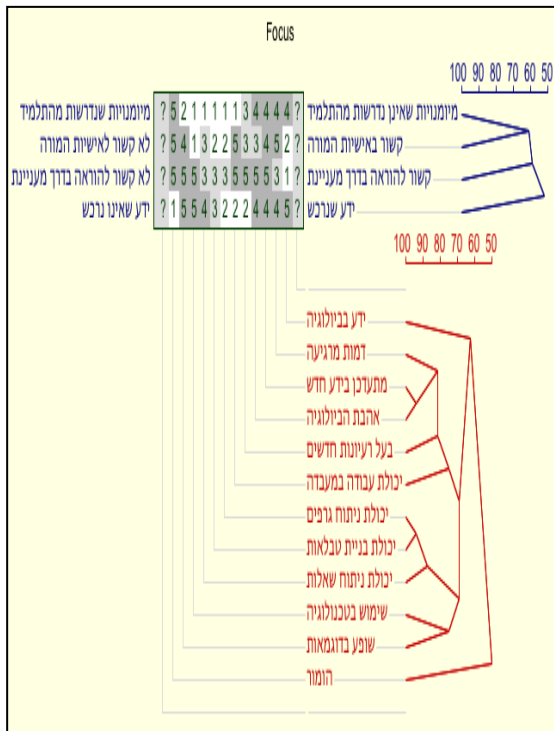 Focus
100 90 80 70 60 50
מיומנויות שנדרשות מהתלמיד ? 5 2 1 1 1 1 1 3 4 4 4 4 ? מיומנויות שאינן נדרשות מהתלמיד
לא קשור לאישיות המורה ? 5 4 1 3 2 2 5 3 3 4 5 2 ? קשור באישיות המורה
לא קשור להוראה בדרך מעניינת ? 5 5 5 3 3 3 5 5 5 5 3 1 ? קשור להוראה בדרך מעניינת
ידע שאינו נרכש ? 1 5 5 4 3 2 2 2 4 4 4 5 ? ידע שנרכש
100 90 80 70 60 50
ידע בביולוגיה
דמות מרגיעה
מתעדכן בידע חדש
אהבת הביולוגיה
בעל רעיונות חדשים
יכולת עבודה במעבדה
יכולת ניתוח גרפים
יכולת בניית טבלאות
יכולת ניתוח שאלות
שימוש בטכנולוגיה
שופע בדוגמאות
הומור